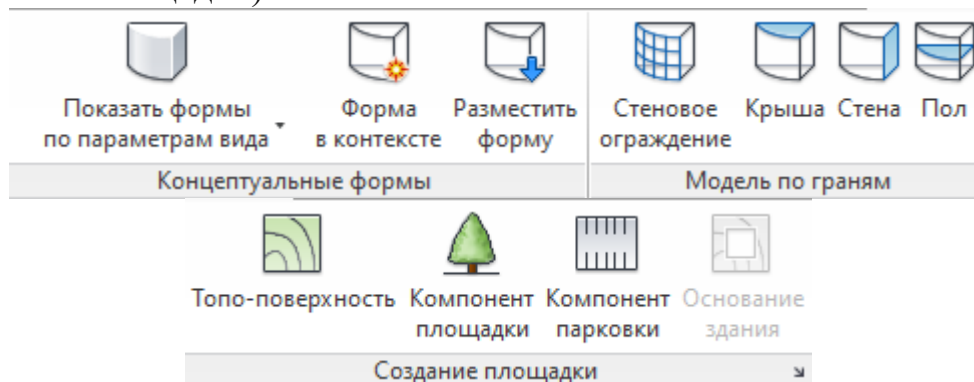 Показать формы по параметрам вида
Форма в контексте
Разместить форму
Стеновое ограждение
Крыша
Стена
Пол
Концептуальные формы
Модель по граням
Топо-поверхность
Компонент площадки
Компонент парковки
Основание здания
Создание площадки